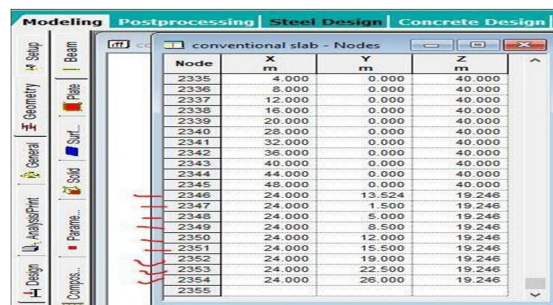 Modeling Postprocessing Steel Design Concrete Design
Setup
Geometry
General
Analysis/Print
Design
Beam
Plate
Surf...
Solid
Parame...
Compos...
conventional slab - Nodes
Node X m Y m Z m
2335 4.000 0.000 40.000
2336 8.000 0.000 40.000
2337 12.000 0.000 40.000
2338 16.000 0.000 40.000
2339 20.000 0.000 40.000
2340 28.000 0.000 40.000
2341 32.000 0.000 40.000
2342 36.000 0.000 40.000
2343 40.000 0.000 40.000
2344 44.000 0.000 40.000
2345 48.000 0.000 40.000
2346 24.000 13.524 19.246
2347 24.000 1.500 19.246
2348 24.000 5.000 19.246
2349 24.000 8.500 19.246
2350 24.000 12.000 19.246
2351 24.000 15.500 19.246
2352 24.000 19.000 19.246
2353 24.000 22.500 19.246
2354 24.000 26.000 19.246
2355